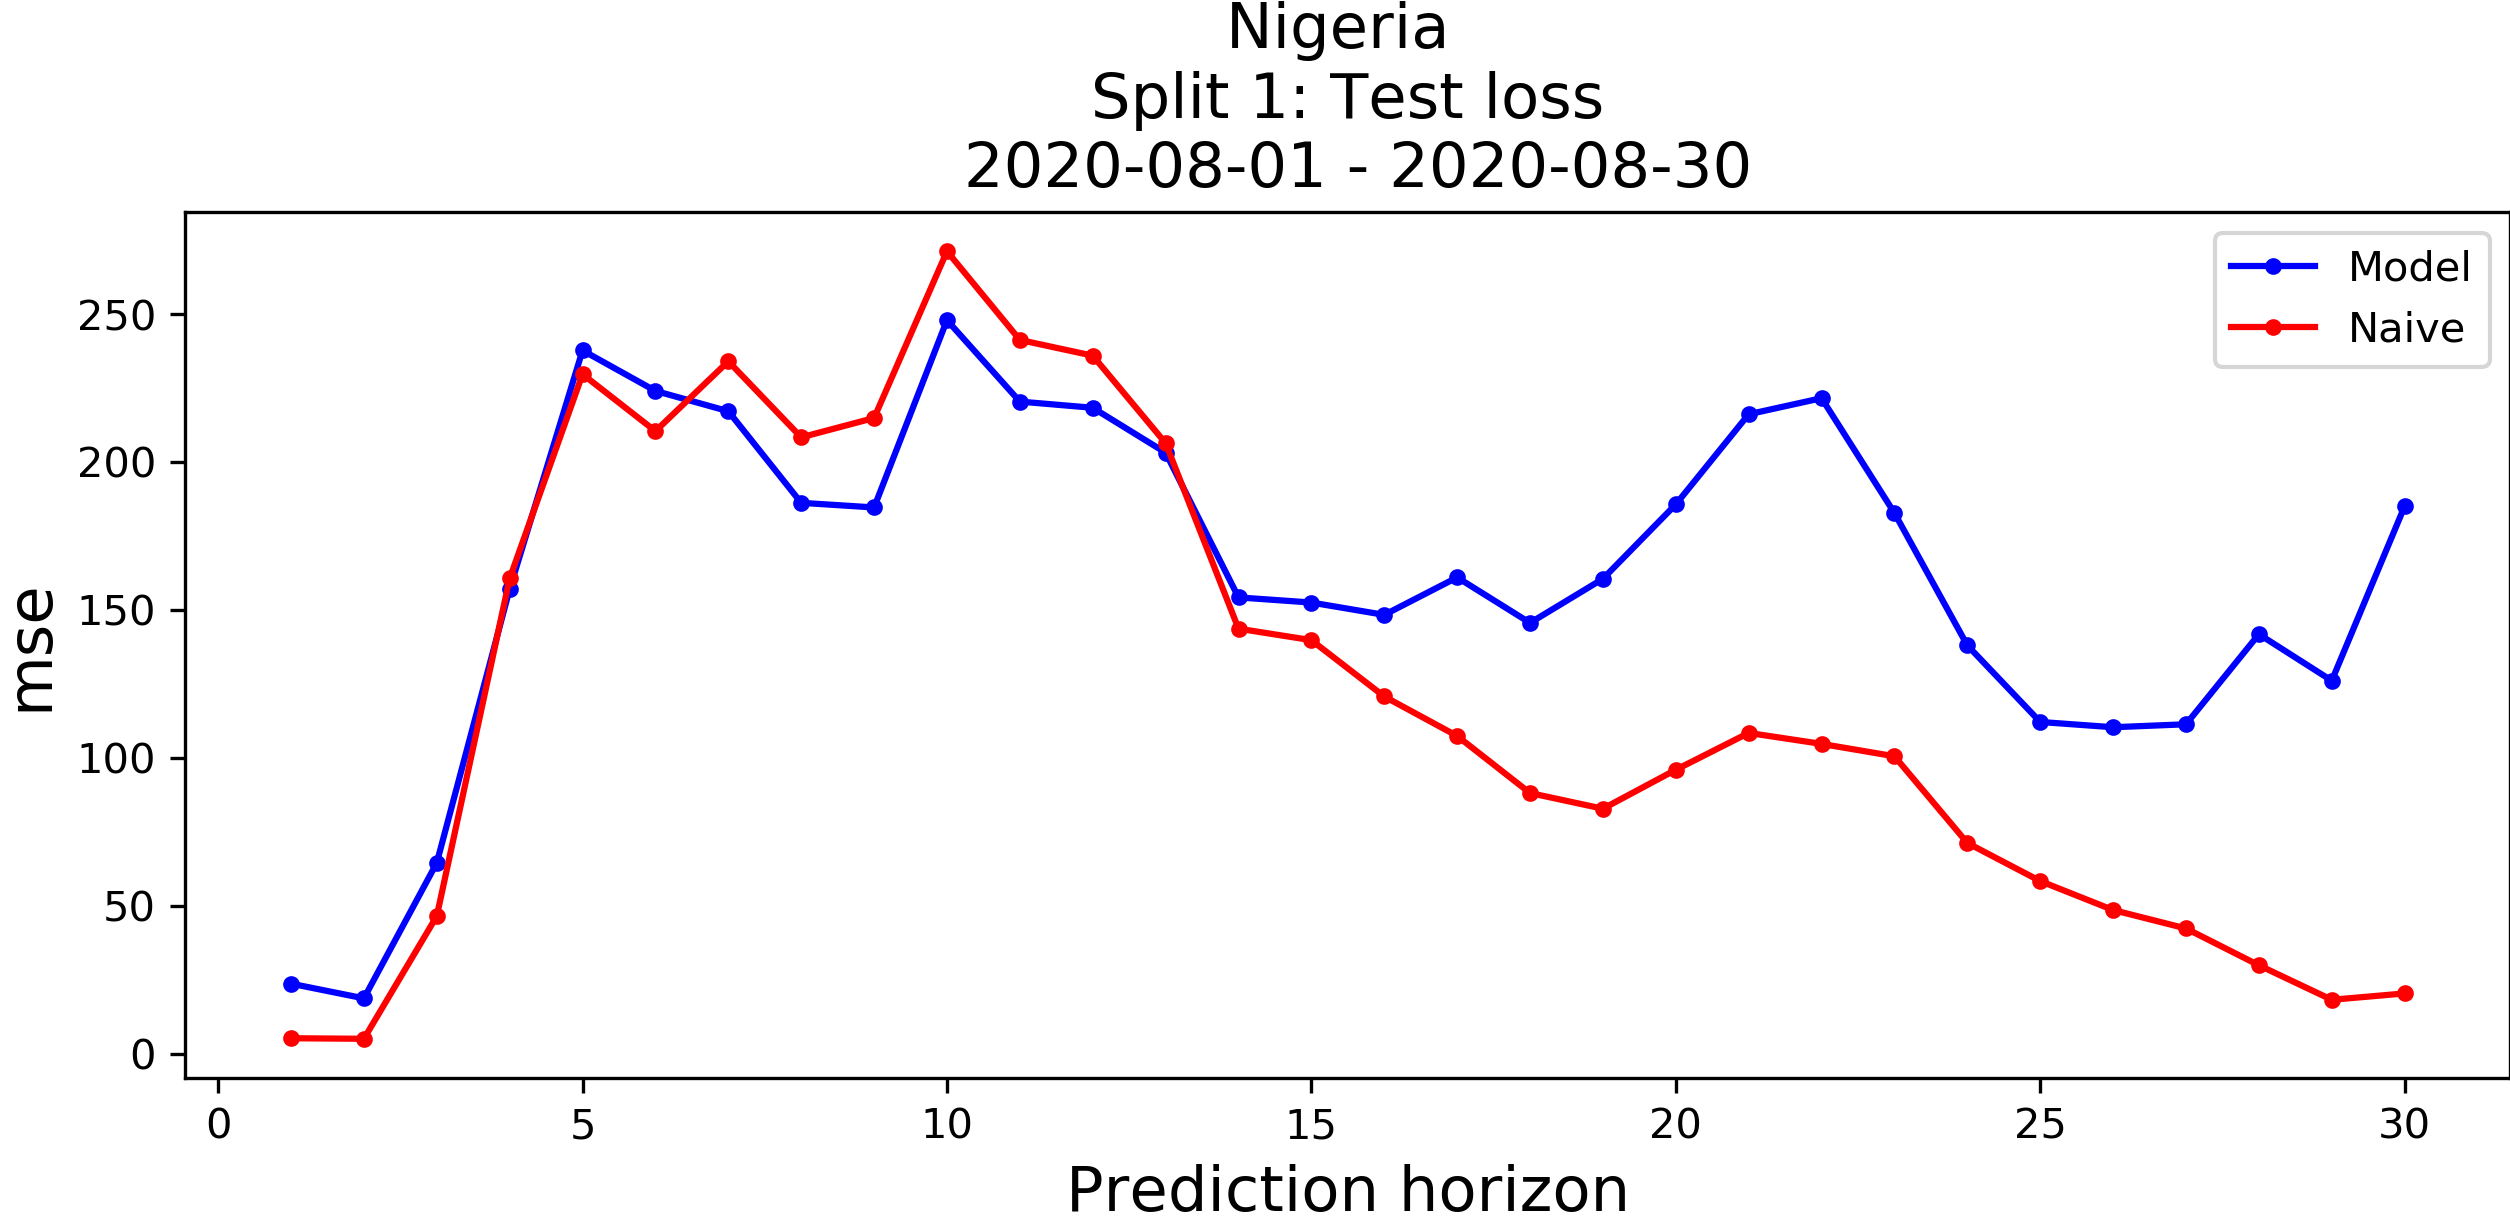 Nigeria
Split 1: Test loss
2020-08-01 - 2020-08-30
Model
Naive
mse
250
200
150
100
50
0
0 5 10 15 20 25 30
Prediction horizon